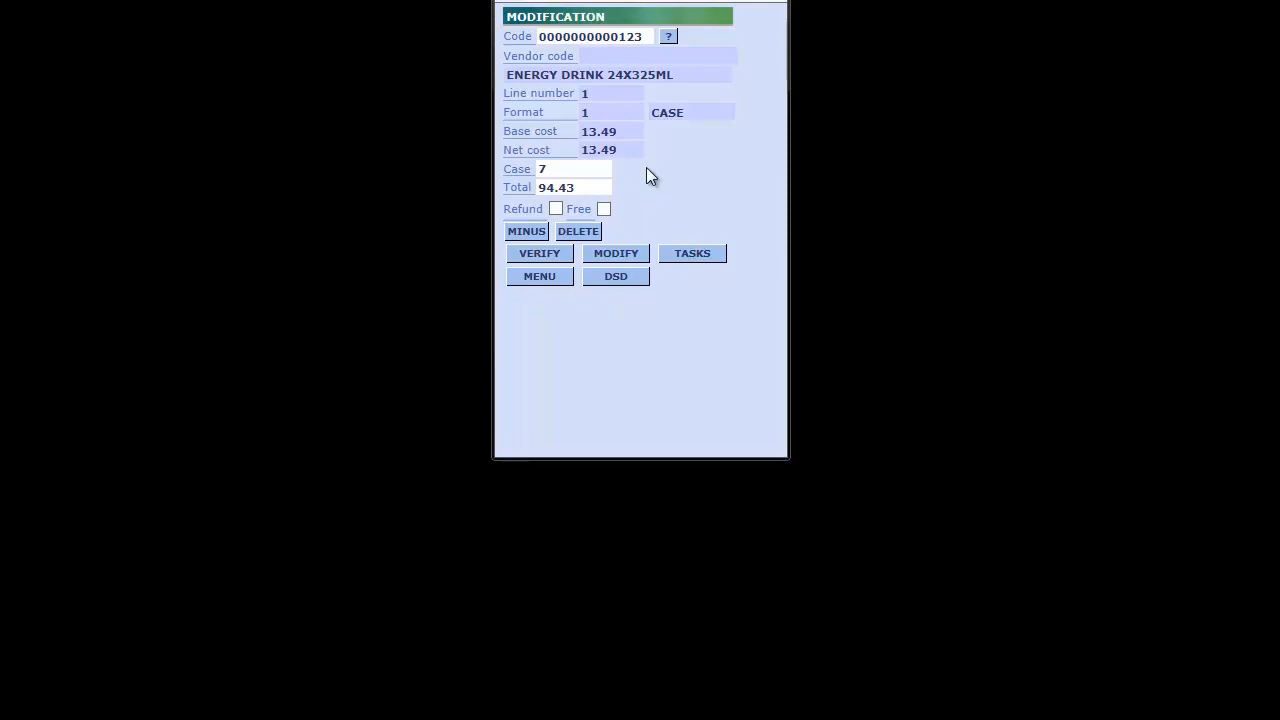 MODIFICATION
Code 0000000000123 ?
Vendor code
ENERGY DRINK 24X325ML
Line number 1
Format 1 CASE
Base cost 13.49
Net cost 13.49
Case 7
Total 94.43
Refund Free
MINUS DELETE
VERIFY MODIFY TASKS
MENU DSD